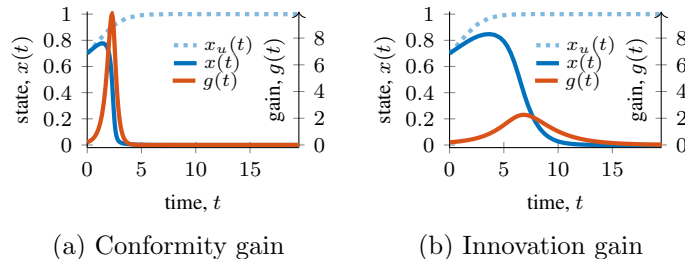 1
0.8
0.6
0.4
0.2
0
state, x(t)
x_u(t)
x(t)
g(t)
8
6
4
2
0
gain, g(t)
0 5 10 15
time, t
(a) Conformity gain
1
0.8
0.6
0.4
0.2
0
state, x(t)
x_u(t)
x(t)
g(t)
8
6
4
2
0
gain, g(t)
0 5 10 15
time, t
(b) Innovation gain